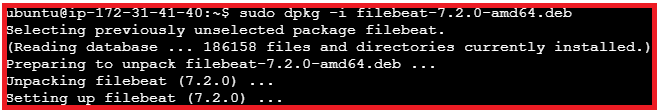 ubuntu@ip-172-31-41-40:~$ sudo dpkg -i filebeat-7.2.0-amd64.deb
Selecting previously unselected package filebeat.
(Reading database ... 186158 files and directories currently installed.)
Preparing to unpack filebeat-7.2.0-amd64.deb ...
Unpacking filebeat (7.2.0) ...
Setting up filebeat (7.2.0) ...